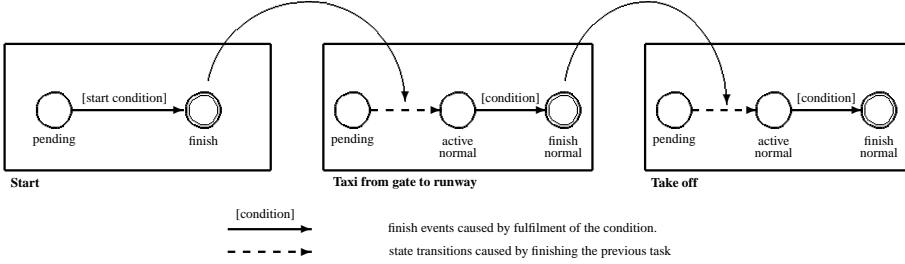 [start condition]
pending
finish
Start
[condition]
pending
active
normal
finish
normal
Taxi from gate to runway
[condition]
pending
active
normal
finish
normal
Take off
[condition]
finish events caused by fulfilment of the condition.
state transitions caused by finishing the previous task